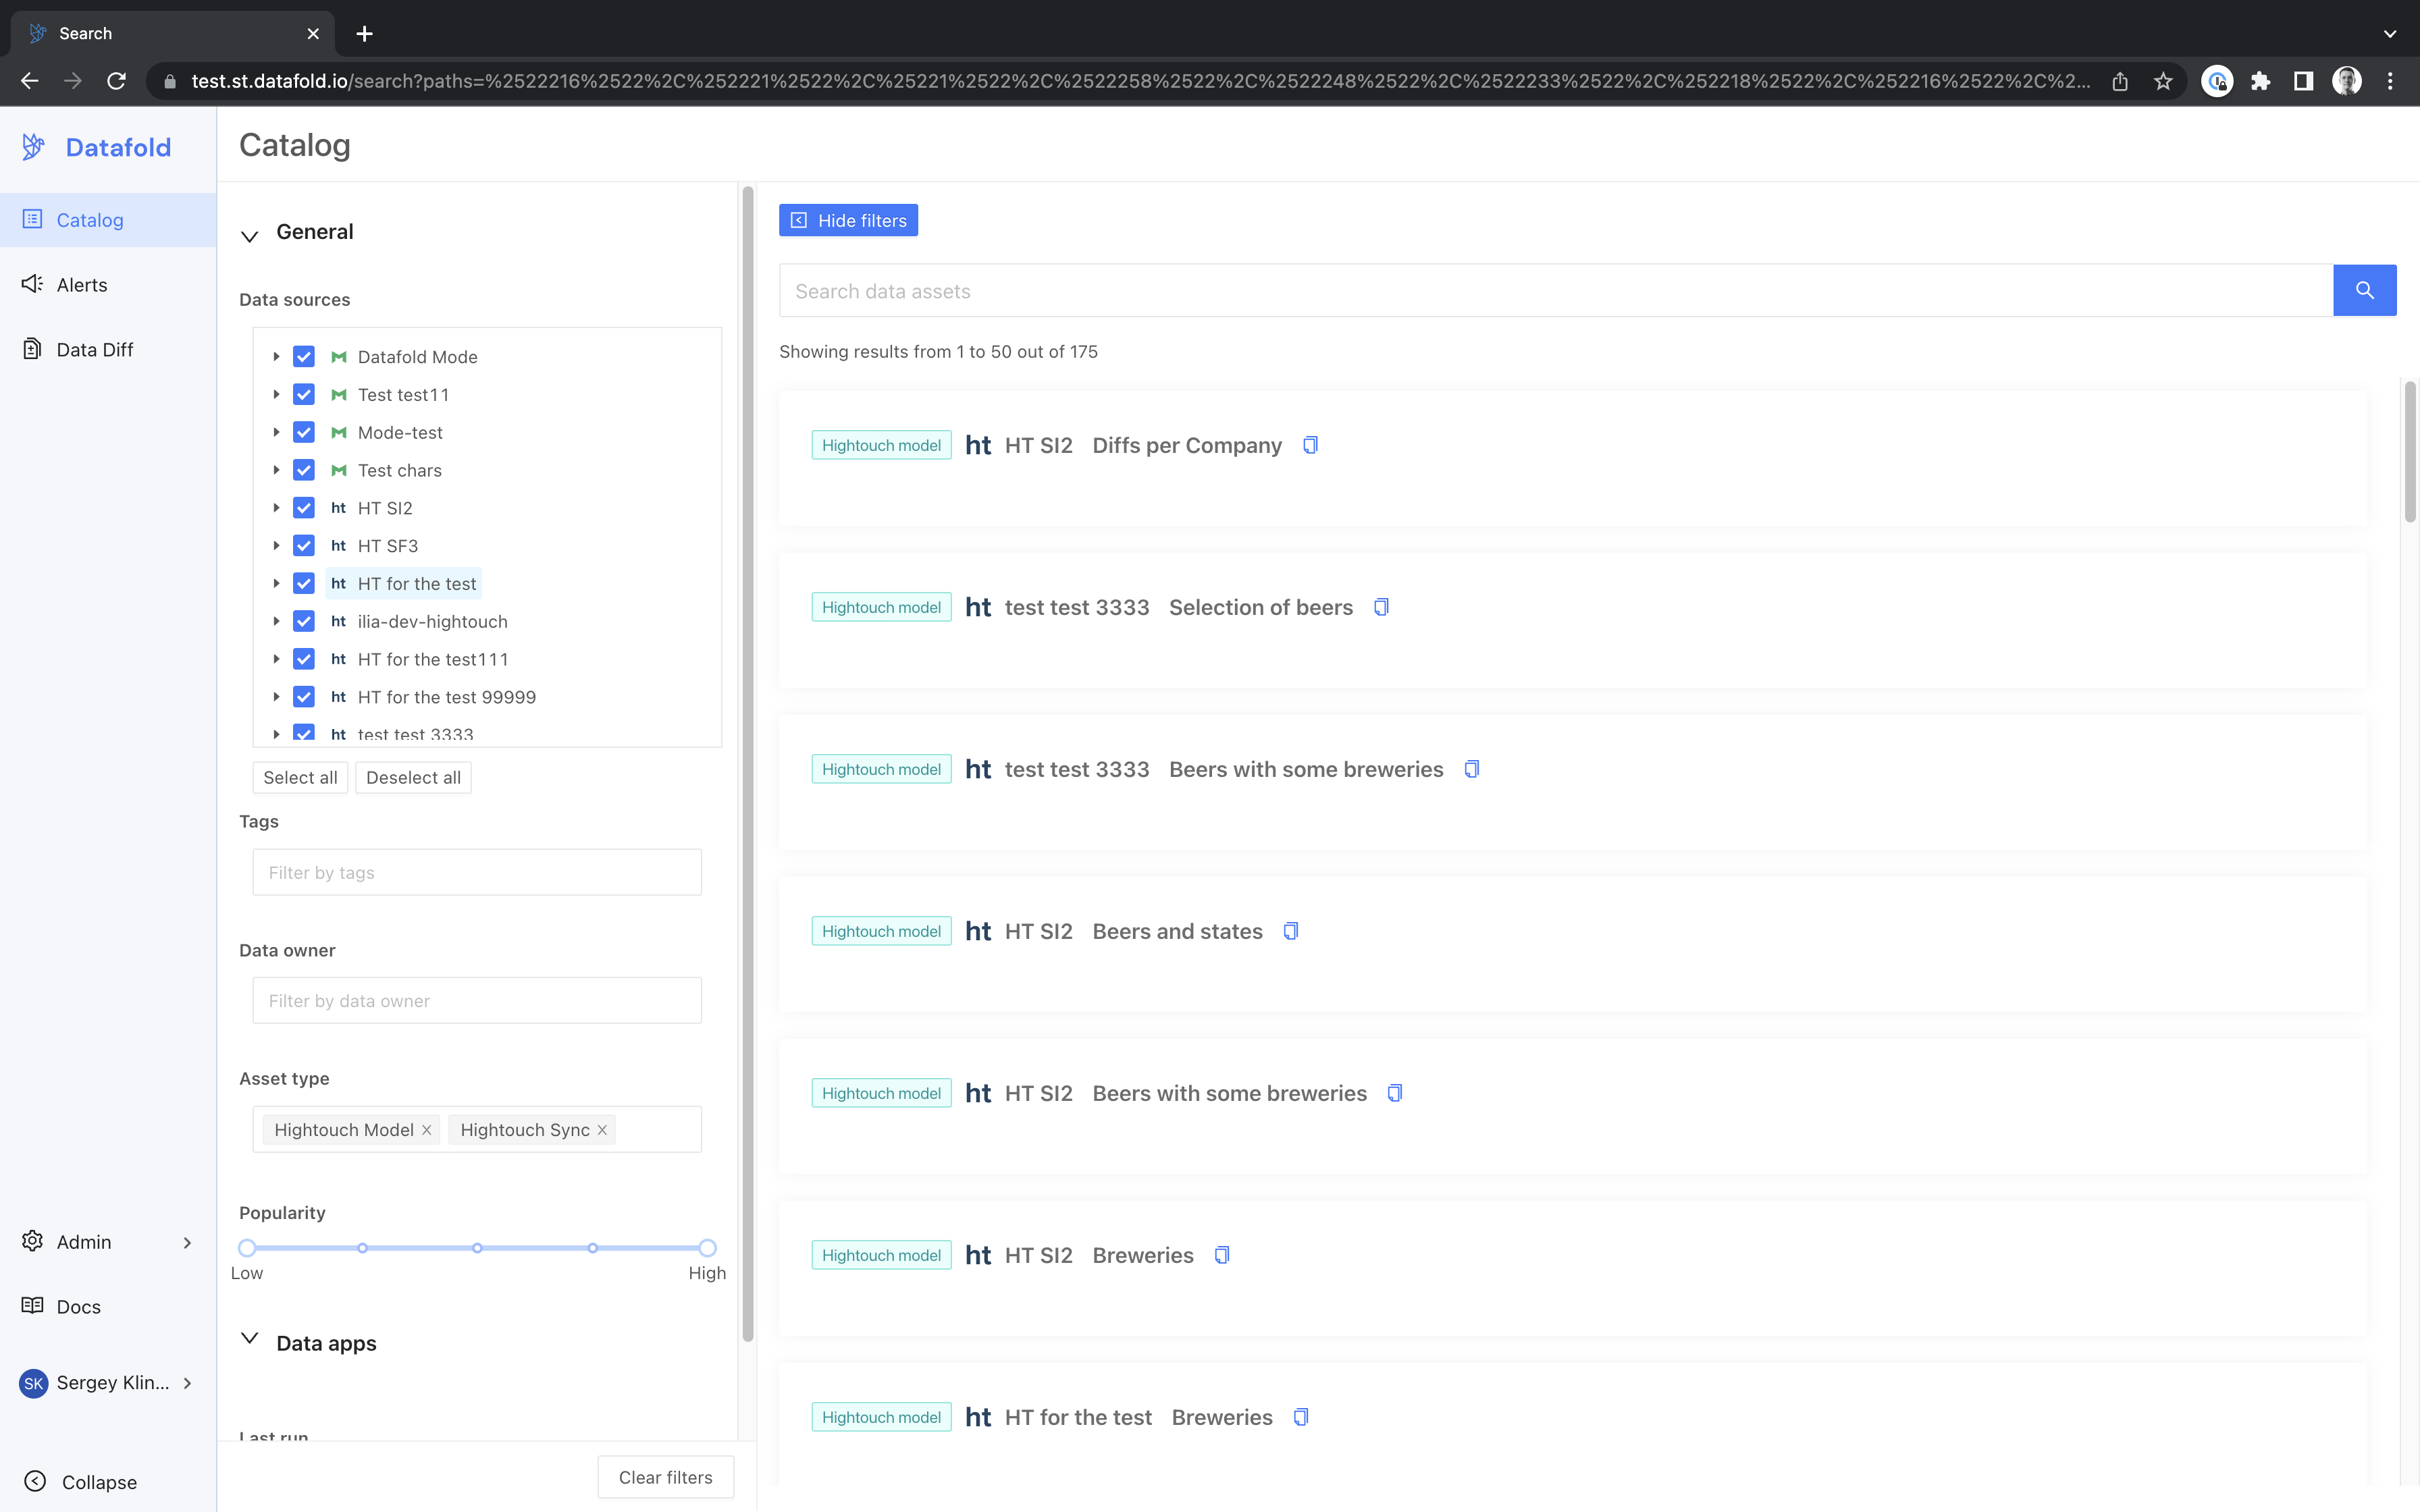 Search
test.st.datafold.io/search?paths=%2522216%2522%2C%252221%2522%2C%25221%2522%2C%2522258%2522%2C%2522248%2522%2C%2522233%2522%2C%252218%2522%2C%252216%2522%2C%2...
Datafold
Catalog
Alerts
Data Diff
Admin
Docs
SK Sergey Klin...
Collapse
Catalog
General
Data sources
Datafold Mode
Test test11
Mode-test
Test chars
ht HT SI2
ht HT SF3
ht HT for the test
ht ilia-dev-hightouch
ht HT for the test111
ht HT for the test 99999
ht test test 3333
Select all Deselect all
Tags
Filter by tags
Data owner
Filter by data owner
Asset type
Hightouch Model Hightouch Sync
Popularity
Low High
Data apps
Last run
Clear filters
Hide filters
Search data assets
Showing results from 1 to 50 out of 175
Hightouch model ht HT SI2 Diffs per Company
Hightouch model ht test test 3333 Selection of beers
Hightouch model ht test test 3333 Beers with some breweries
Hightouch model ht HT SI2 Beers and states
Hightouch model ht HT SI2 Beers with some breweries
Hightouch model ht HT SI2 Breweries
Hightouch model ht HT for the test Breweries